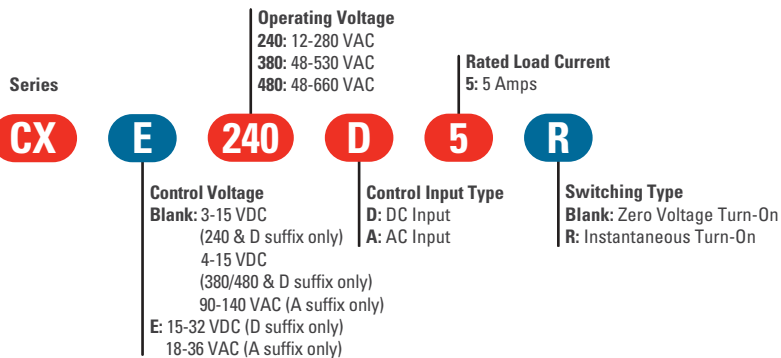 Operating Voltage
240: 12-280 VAC
380: 48-530 VAC
480: 48-660 VAC
Rated Load Current
5: 5 Amps
Series
CX E 240 D 5 R
Control Voltage
Blank: 3-15 VDC
(240 & D suffix only)
4-15 VDC
(380/480 & D suffix only)
90-140 VAC (A suffix only)
E: 15-32 VDC (D suffix only)
18-36 VAC (A suffix only)
Control Input Type
D: DC Input
A: AC Input
Switching Type
Blank: Zero Voltage Turn-On
R: Instantaneous Turn-On